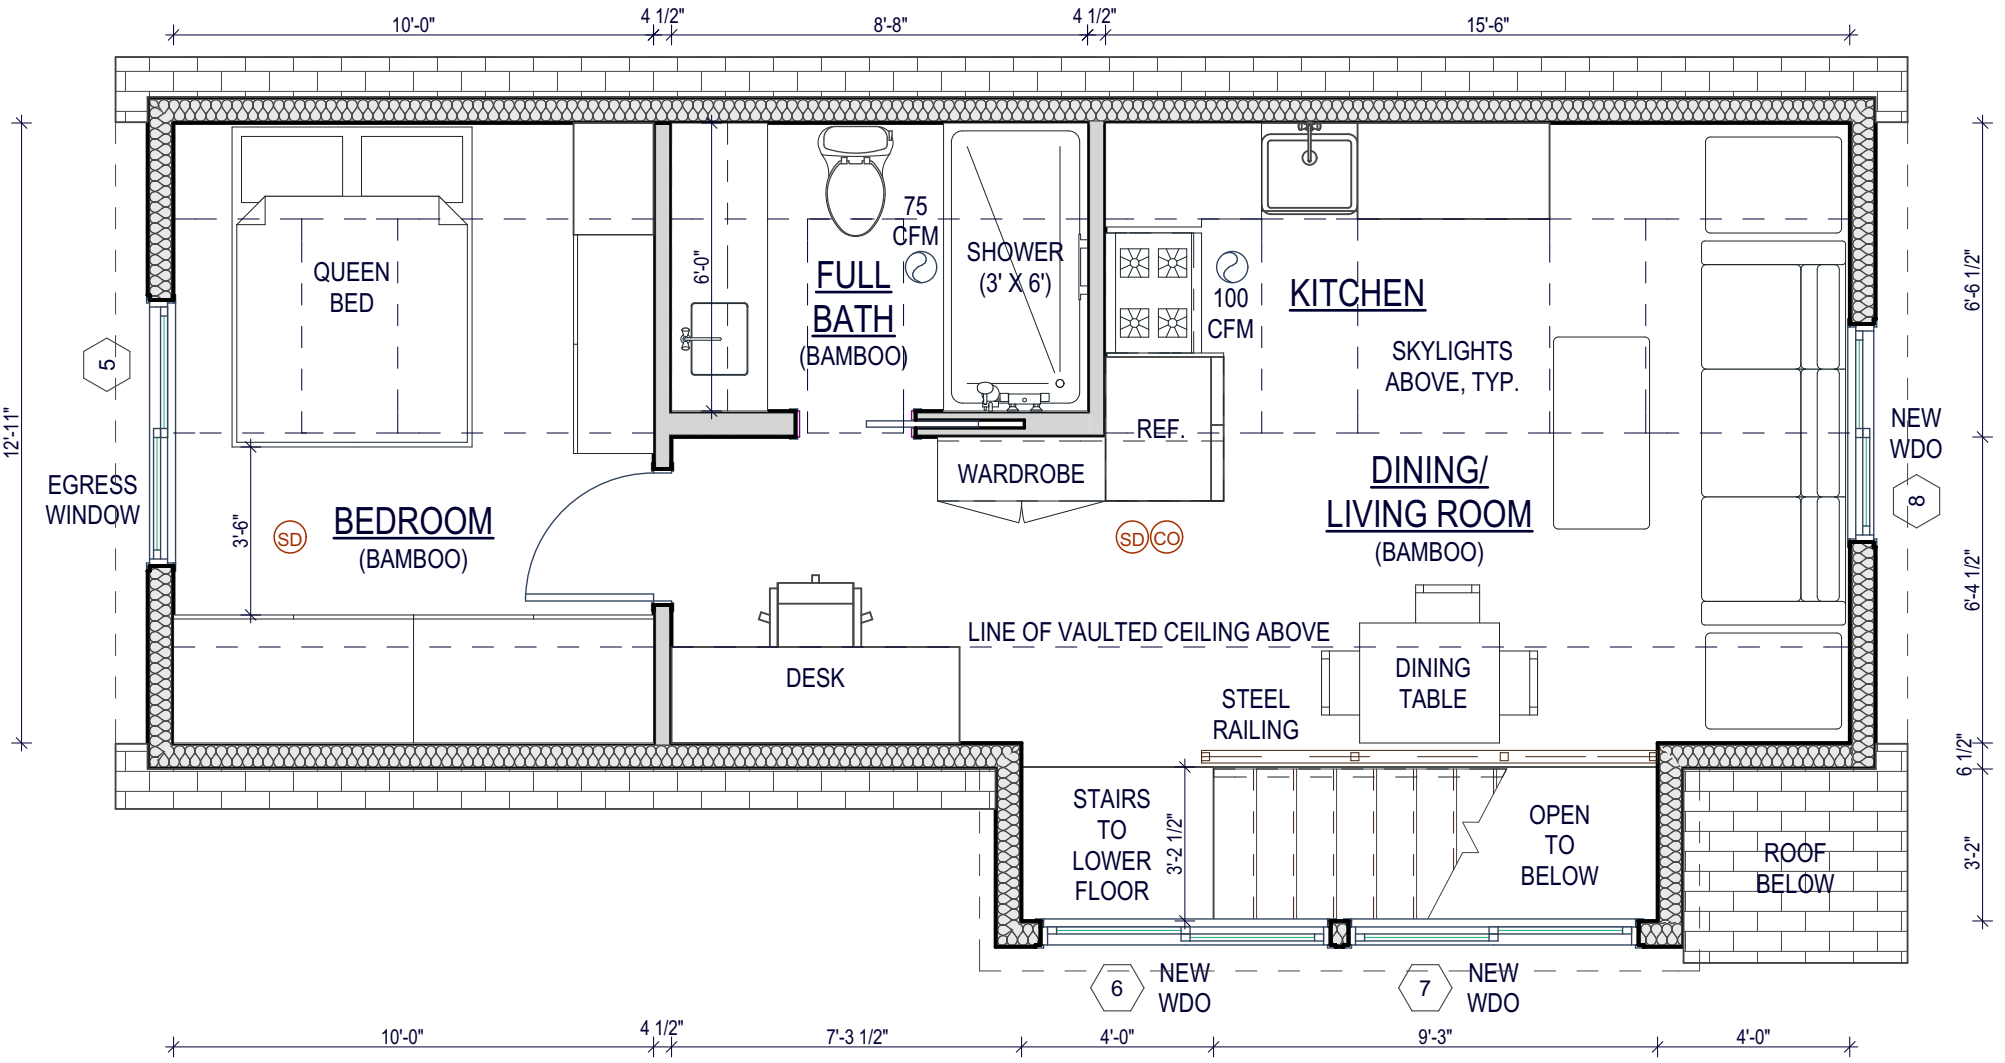 10'-0"
4 1/2"
8'-8"
4 1/2"
15'-6"
12'-11"
5
EGRESS
WINDOW
QUEEN
BED
3'-6"
SD
BEDROOM
(BAMBOO)
6'-0"
75
CFM
FULL
BATH
(BAMBOO)
SHOWER
(3' X 6')
100
CFM
KITCHEN
SKYLIGHTS
ABOVE, TYP.
REF.
WARDROBE
DINING/
LIVING ROOM
(BAMBOO)
SD
CO
LINE OF VAULTED CEILING ABOVE
DESK
DINING
TABLE
STEEL
RAILING
STAIRS
TO
LOWER
FLOOR
3'-2 1/2"
OPEN
TO
BELOW
ROOF
BELOW
NEW
WDO
8
6'-6 1/2"
6'-4 1/2"
6 1/2"
3'-2"
6
NEW
WDO
7
NEW
WDO
10'-0"
4 1/2"
7'-3 1/2"
4'-0"
9'-3"
4'-0"